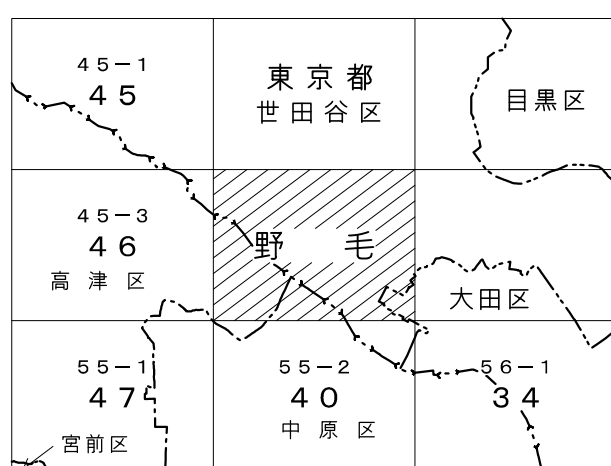 45-1
45
東京都
世田谷区
目黒区
45-3
46
高津区
野毛
大田区
55-1
47
宮前区
55-2
40
中原区
56-1
34